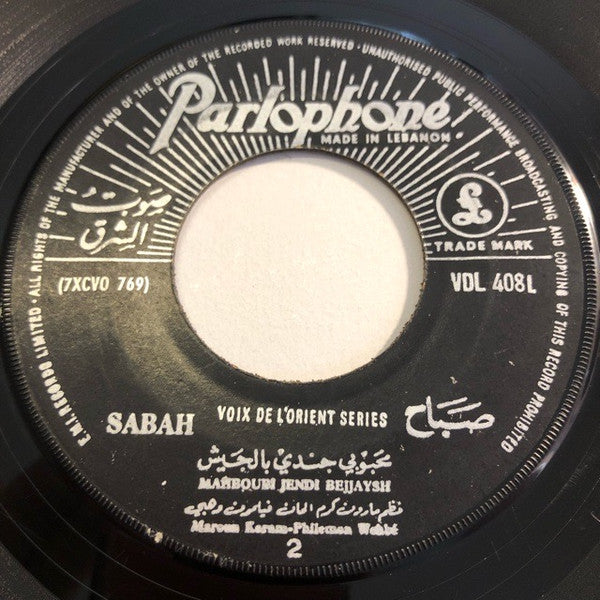 E.M.I. RECORDS LIMITED · ALL RIGHTS OF THE MANUFACTURER AND OF THE OWNER OF THE RECORDED WORK RESERVED · UNAUTHORISED PUBLIC PERFORMANCE BROADCASTING AND COPYING OF THIS RECORD PROHIBITED
Parlophone
MADE IN LEBANON
صوت الشرق
£
TRADE MARK
(7XCVO 769)
VDL 408L
SABAH
VOIX DE L'ORIENT SERIES
صباح
محبوبي جندي بالجيش
MAHBOUBI JENDI BEJJAYSH
نظم مارون كرم الحان فيلمون وهبي
Maroun Karam-Philemon Wehbé
2